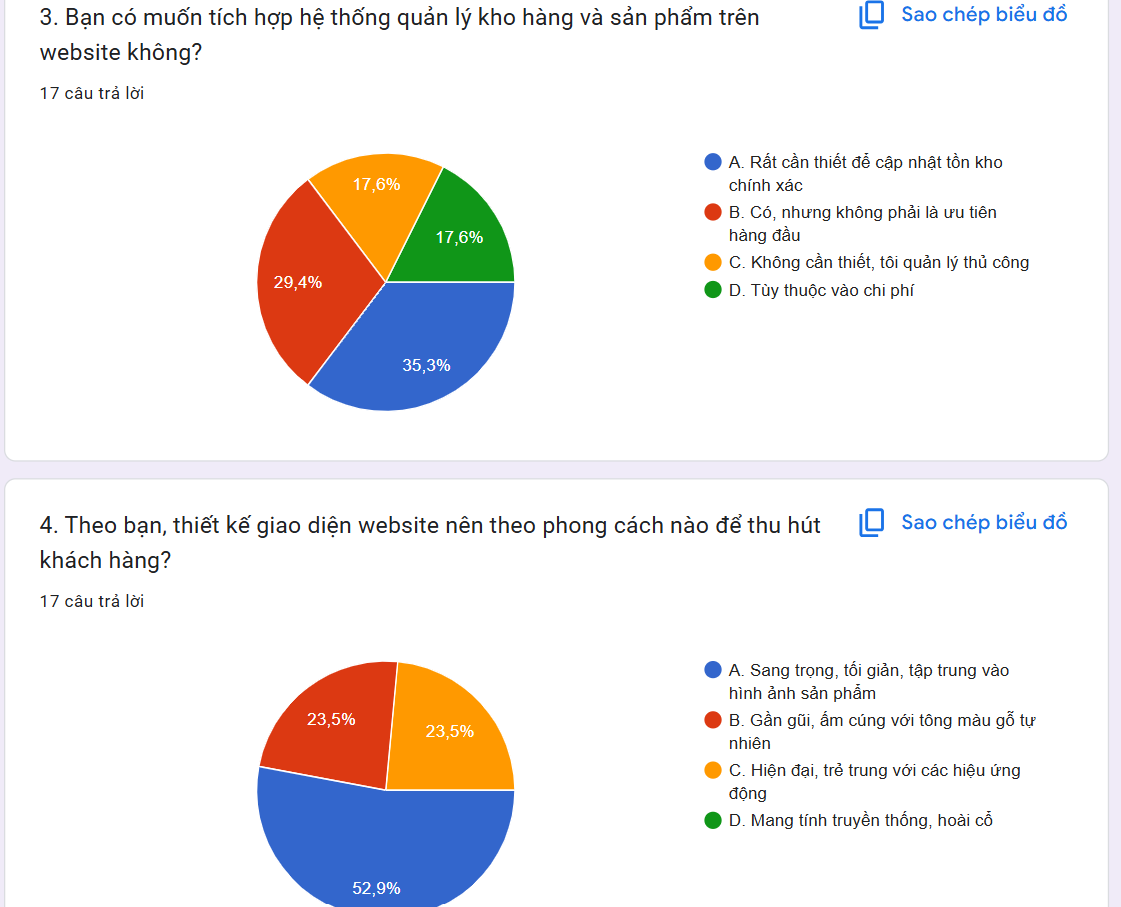 3. Bạn có muốn tích hợp hệ thống quản lý kho hàng và sản phẩm trên
website không?
Sao chép biểu đồ
17 câu trả lời
17,6%
17,6%
29,4%
35,3%
A. Rất cần thiết để cập nhật tồn kho
chính xác
B. Có, nhưng không phải là ưu tiên
hàng đầu
C. Không cần thiết, tôi quản lý thủ công
D. Tùy thuộc vào chi phí
4. Theo bạn, thiết kế giao diện website nên theo phong cách nào để thu hút
khách hàng?
Sao chép biểu đồ
17 câu trả lời
23,5%
23,5%
52,9%
A. Sang trọng, tối giản, tập trung vào
hình ảnh sản phẩm
B. Gần gũi, ấm cúng với tông màu gỗ tự
nhiên
C. Hiện đại, trẻ trung với các hiệu ứng
động
D. Mang tính truyền thống, hoài cổ